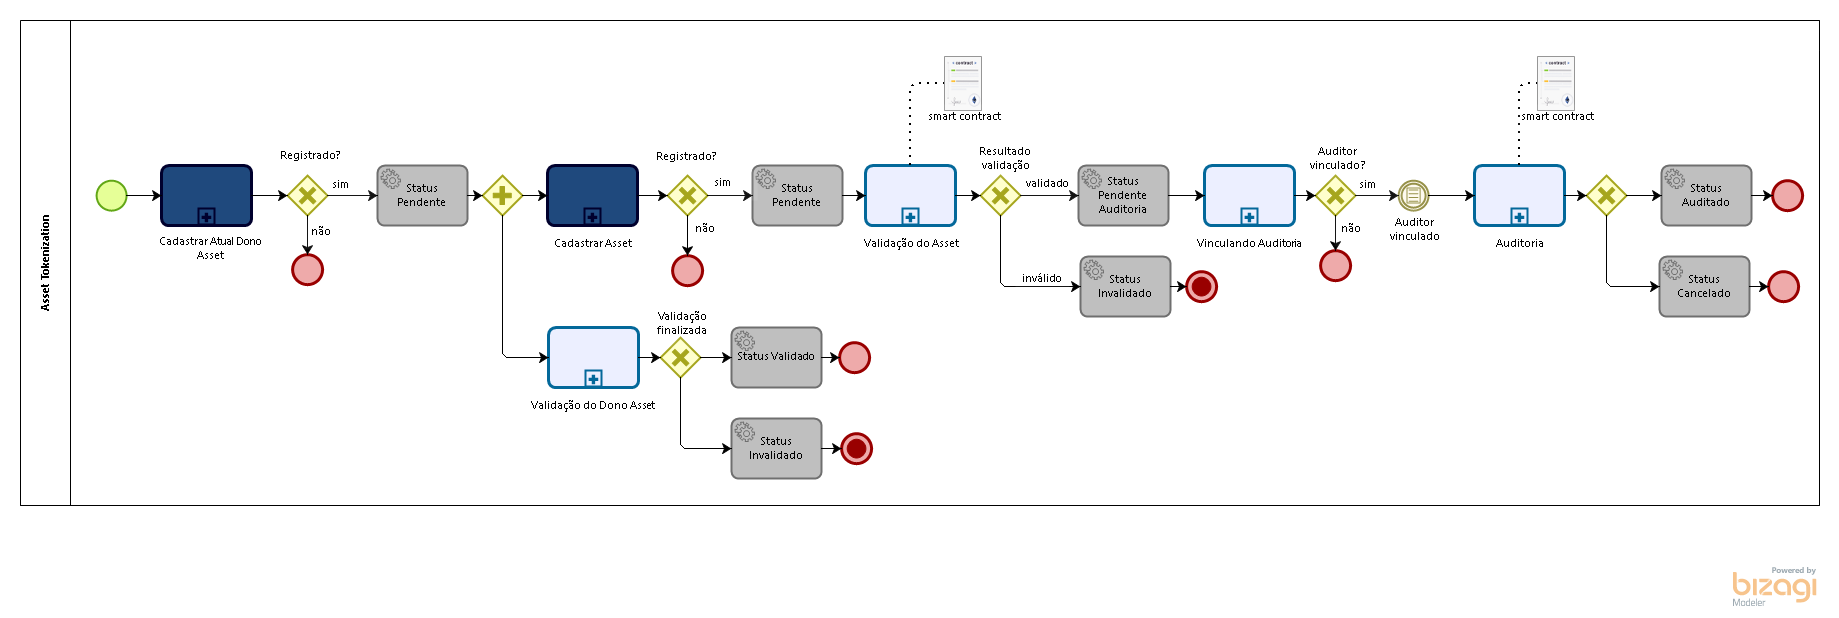 Asset Tokenization
contract
smart contract
contract
smart contract
Registrado?
sim
não
Cadastrar Atual Dono
Asset
Status
Pendente
Registrado?
sim
não
Cadastrar Asset
Status
Pendente
Validação do Asset
Resultado
validação
validado
inválido
Status
Pendente
Auditoria
Status
Invalidado
Vinculando Auditoria
Auditor
vinculado?
sim
não
Auditor
vinculado
Auditoria
Status
Auditado
Status
Cancelado
Validação do Dono Asset
Validação
finalizada
Status Validado
Status
Invalidado
Powered by
bizagi
Modeler